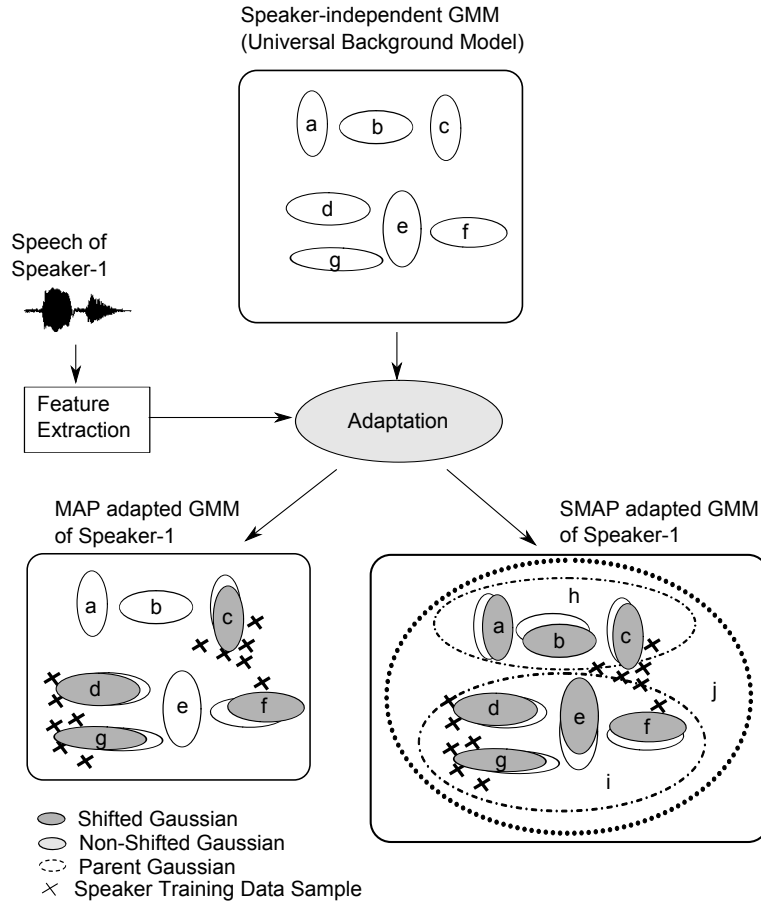 Speaker-independent GMM
(Universal Background Model)
a
b
c
d
e
f
g
Speech of
Speaker-1
Feature
Extraction
Adaptation
MAP adapted GMM
of Speaker-1
SMAP adapted GMM
of Speaker-1
a
b
c
d
e
f
g
h
a
b
c
j
d
e
f
g
i
Shifted Gaussian
Non-Shifted Gaussian
Parent Gaussian
Speaker Training Data Sample